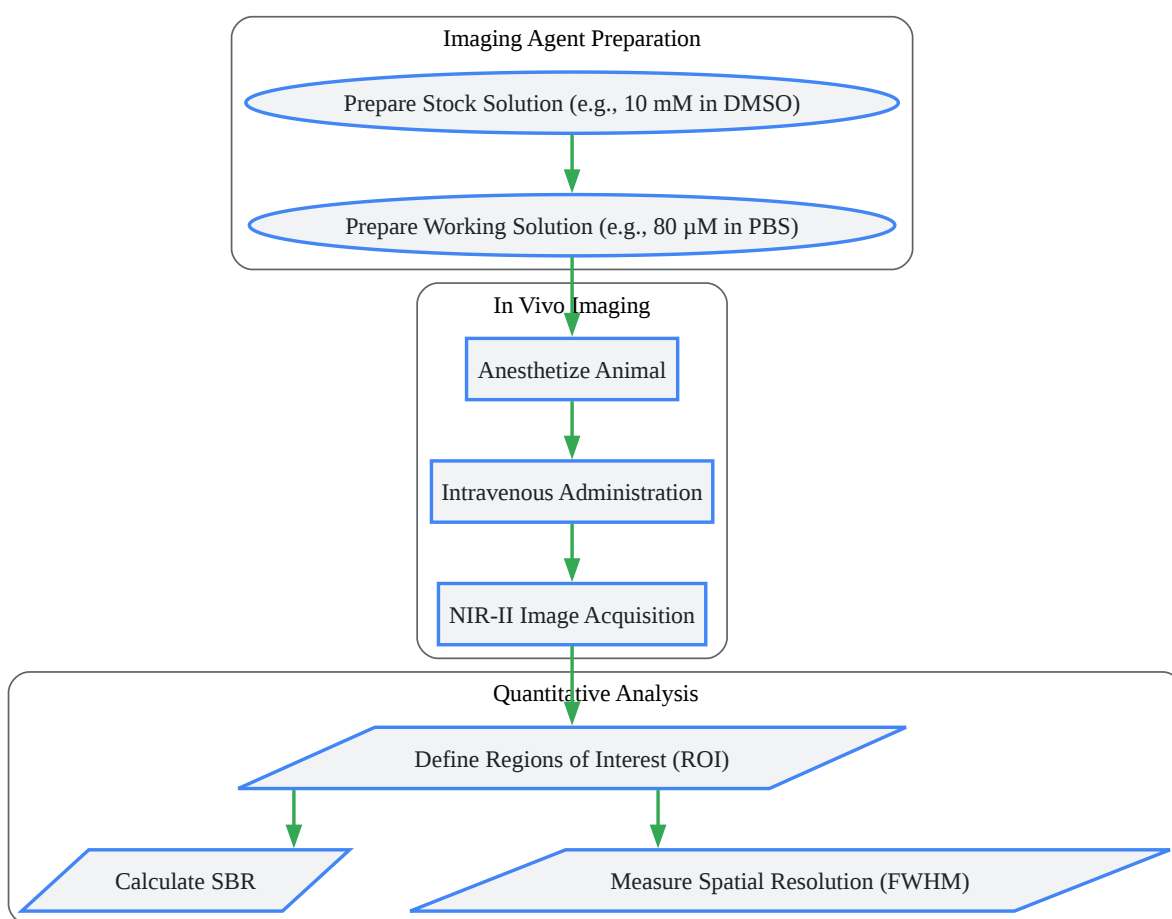 Imaging Agent Preparation
Prepare Stock Solution (e.g., 10 mM in DMSO)
Prepare Working Solution (e.g., 80 µM in PBS)
In Vivo Imaging
Anesthetize Animal
Intravenous Administration
NIR-II Image Acquisition
Quantitative Analysis
Define Regions of Interest (ROI)
Calculate SBR
Measure Spatial Resolution (FWHM)